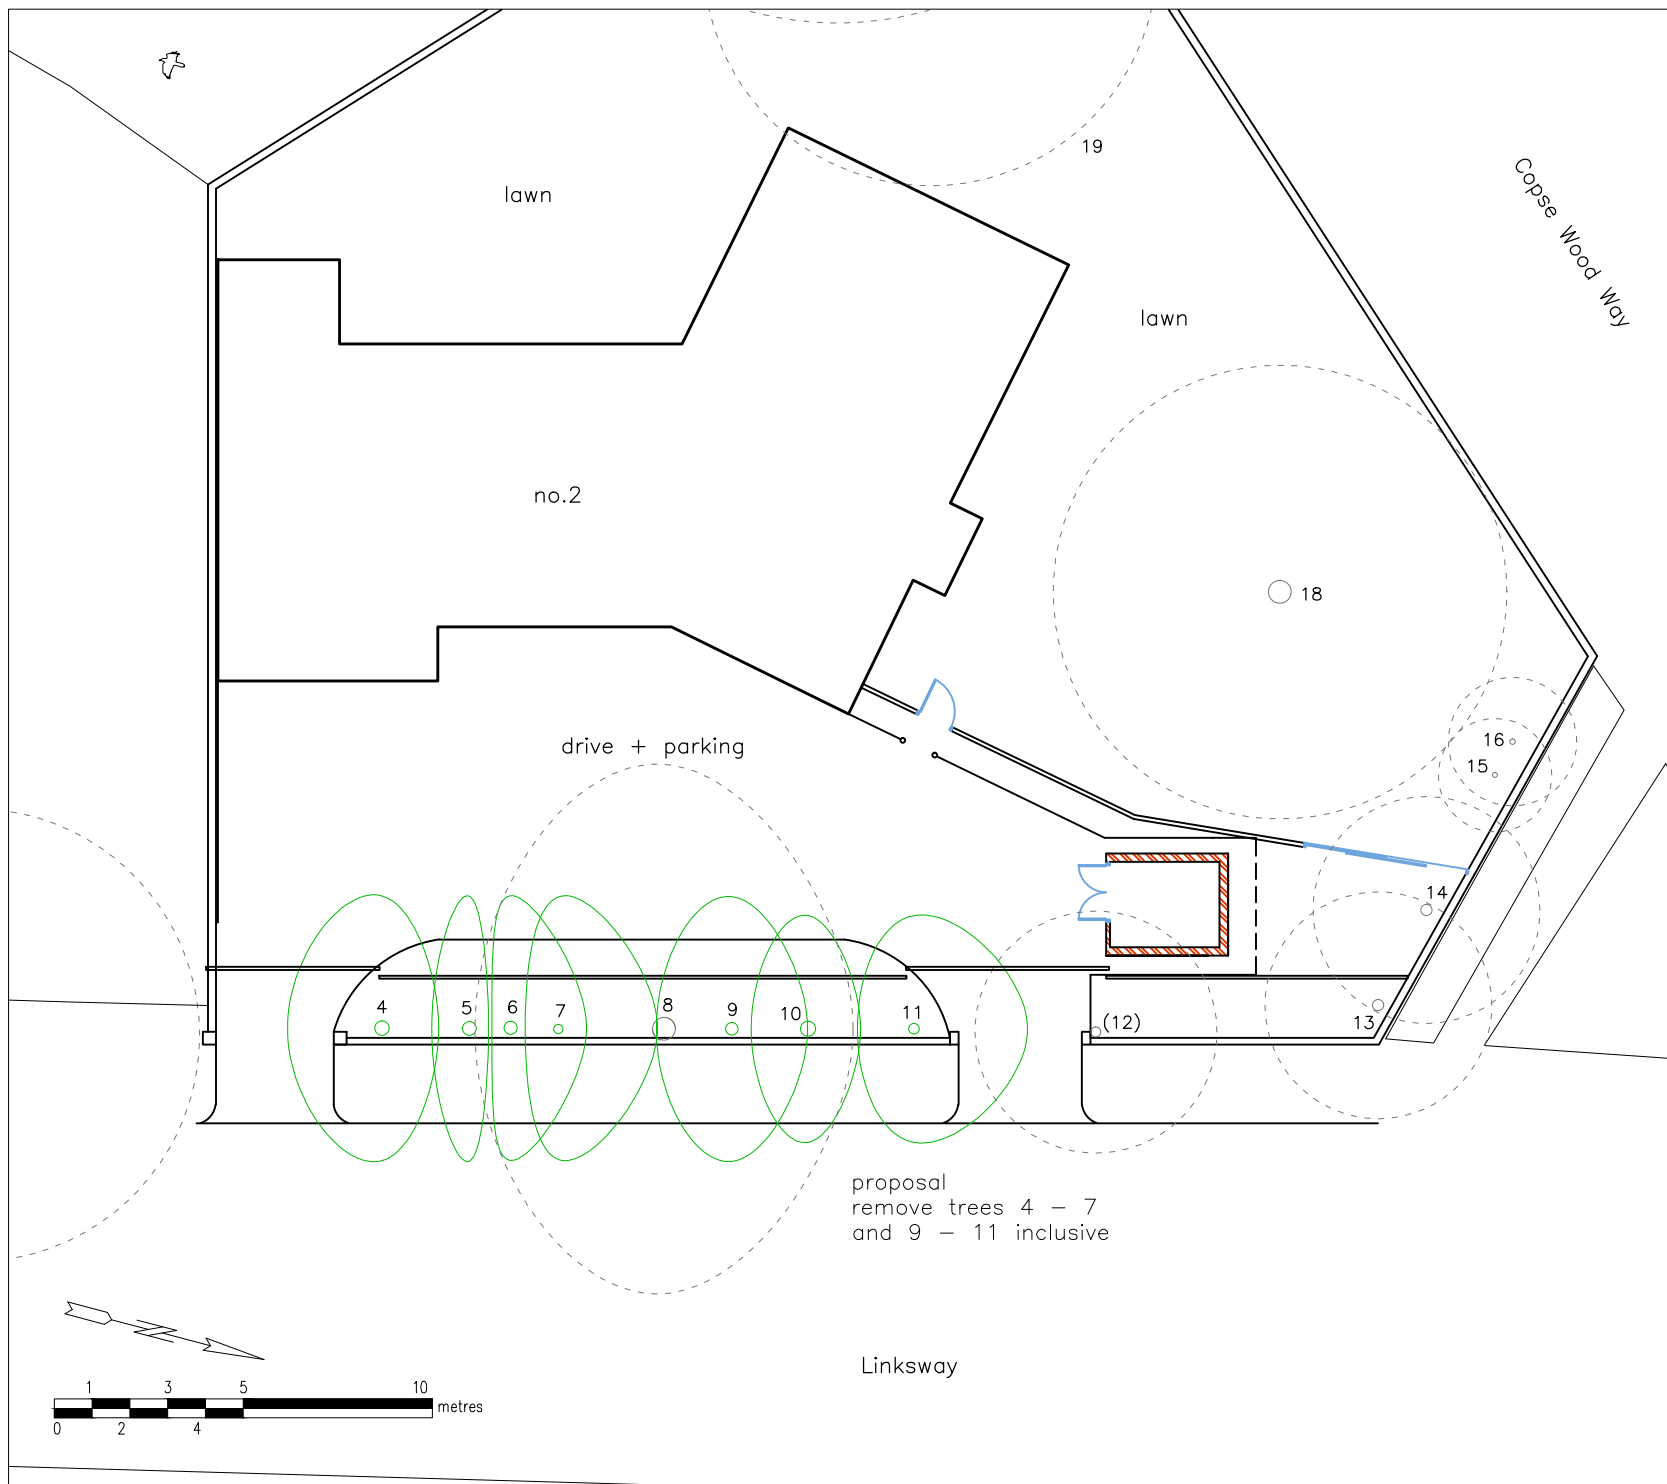 19
lawn
Copse Wood Way
lawn
no.2
18
drive + parking
16
15
14
4
5
6
7
8
9
10
11
(12)
13
proposal
remove trees 4 – 7
and 9 – 11 inclusive
N
Linksway
1 3 5 10
metres
0 2 4